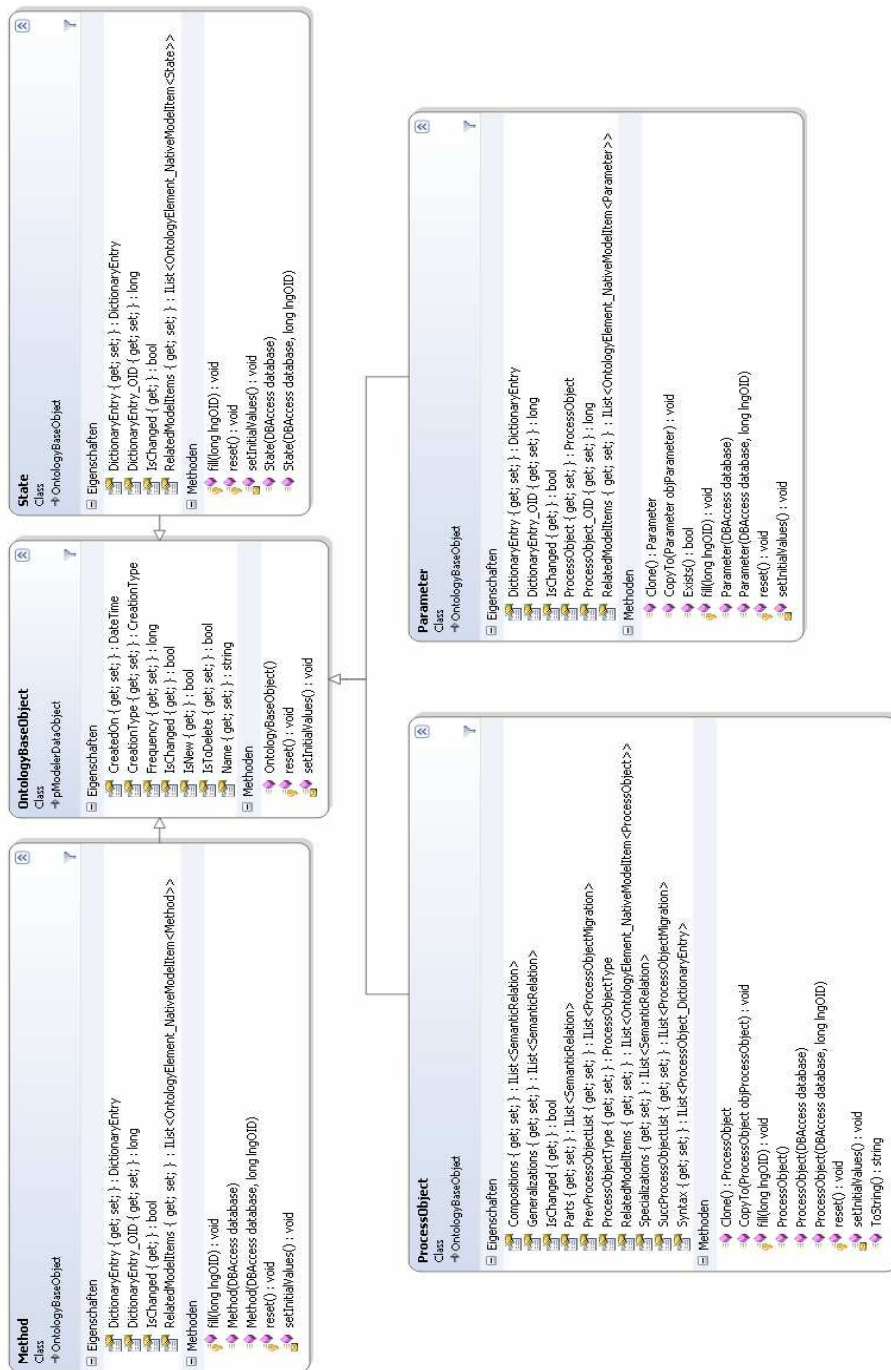 Method
Class
OntologyBaseObject
Eigenschaften
DictionaryEntry { get; set; } : DictionaryEntry
DictionaryEntry_OID { get; set; } : long
IsChanged { get; } : bool
RelatedModelItems { get; set; } : IList<OntologyElement_NativeModelItem<Method>>
Methoden
fill(long lngOID) : void
Method(DBAccess database)
Method(DBAccess database, long lngOID)
reset() : void
setInitialValues() : void
OntologyBaseObject
Class
pModelerDataObject
Eigenschaften
CreatedOn { get; set; } : DateTime
CreationType { get; set; } : CreationType
Frequency { get; set; } : long
IsChanged { get; } : bool
IsNew { get; } : bool
IsToDelete { get; set; } : bool
Name { get; set; } : string
Methoden
OntologyBaseObject()
reset() : void
setInitialValues() : void
State
Class
OntologyBaseObject
Eigenschaften
DictionaryEntry { get; set; } : DictionaryEntry
DictionaryEntry_OID { get; set; } : long
IsChanged { get; } : bool
RelatedModelItems { get; set; } : IList<OntologyElement_NativeModelItem<State>>
Methoden
fill(long lngOID) : void
reset() : void
setInitialValues() : void
State(DBAccess database)
State(DBAccess database, long lngOID)
ProcessObject
Class
OntologyBaseObject
Eigenschaften
Compositions { get; set; } : IList<SemanticRelation>
Generalizations { get; set; } : IList<SemanticRelation>
IsChanged { get; } : bool
Parts { get; set; } : IList<SemanticRelation>
PrevProcessObjectList { get; set; } : IList<ProcessObjectMigration>
ProcessObjectType { get; set; } : ProcessObjectType
RelatedModelItems { get; set; } : IList<OntologyElement_NativeModelItem<ProcessObject>>
Specializations { get; set; } : IList<SemanticRelation>
SuccProcessObjectList { get; set; } : IList<ProcessObjectMigration>
Syntax { get; set; } : IList<ProcessObject_DictionaryEntry>
Methoden
Clone() : ProcessObject
CopyTo(ProcessObject objProcessObject) : void
fill(long lngOID) : void
ProcessObject()
ProcessObject(DBAccess database)
ProcessObject(DBAccess database, long lngOID)
reset() : void
setInitialValues() : void
ToString() : string
Parameter
Class
OntologyBaseObject
Eigenschaften
DictionaryEntry { get; set; } : DictionaryEntry
DictionaryEntry_OID { get; set; } : long
IsChanged { get; } : bool
ProcessObject { get; set; } : ProcessObject
ProcessObject_OID { get; set; } : long
RelatedModelItems { get; set; } : IList<OntologyElement_NativeModelItem<Parameter>>
Methoden
Clone() : Parameter
CopyTo(Parameter objParameter) : void
Exists() : bool
fill(long lngOID) : void
Parameter(DBAccess database)
Parameter(DBAccess database, long lngOID)
reset() : void
setInitialValues() : void